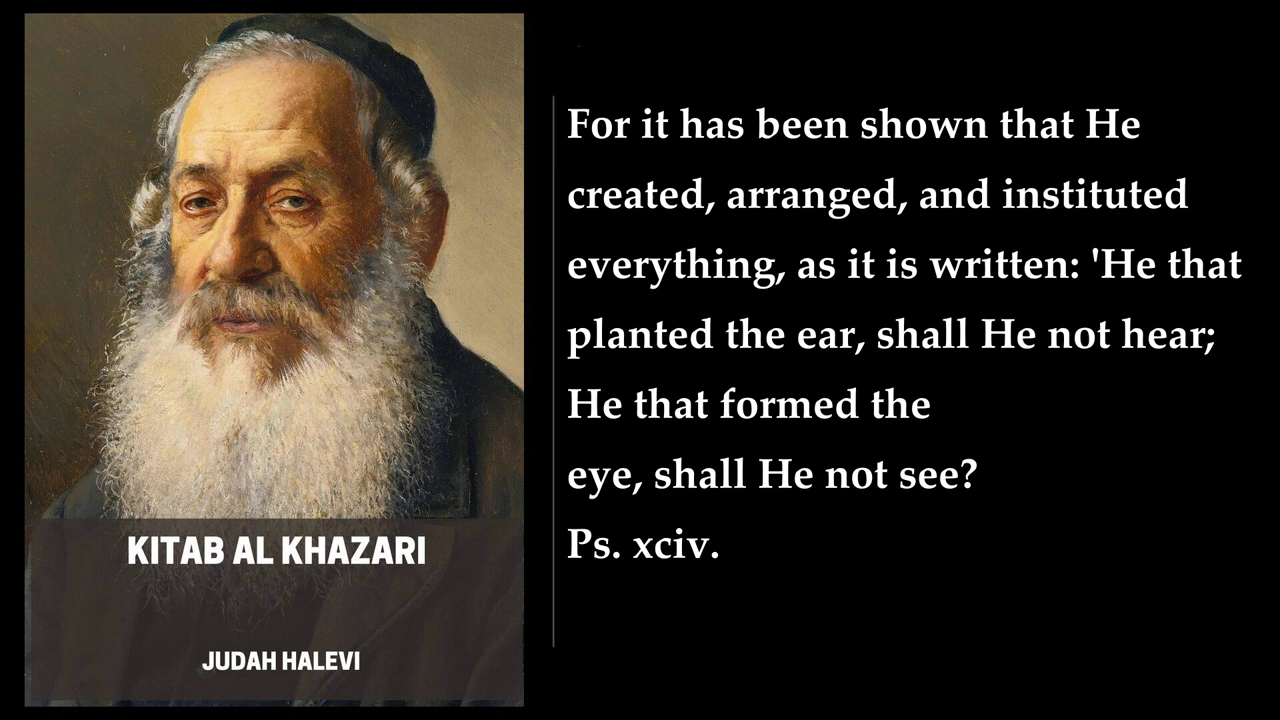 KITAB AL KHAZARI
JUDAH HALEVI
For it has been shown that He
created, arranged, and instituted
everything, as it is written: 'He that
planted the ear, shall He not hear;
He that formed the
eye, shall He not see?
Ps. xciv.